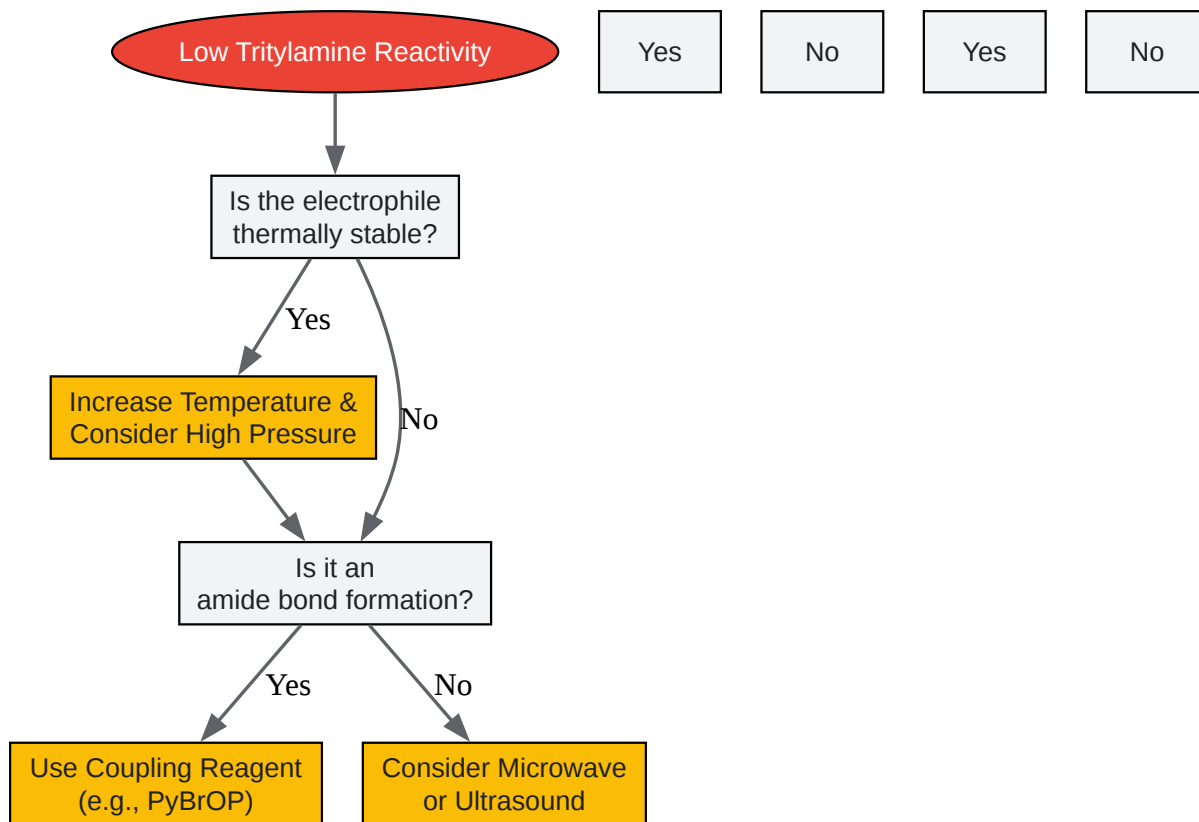 Low Tritylamine Reactivity
Yes
No
Yes
No
Is the electrophile
thermally stable?
Yes
Increase Temperature &
Consider High Pressure
No
Is it an
amide bond formation?
Yes
No
Use Coupling Reagent
(e.g., PyBrOP)
Consider Microwave
or Ultrasound